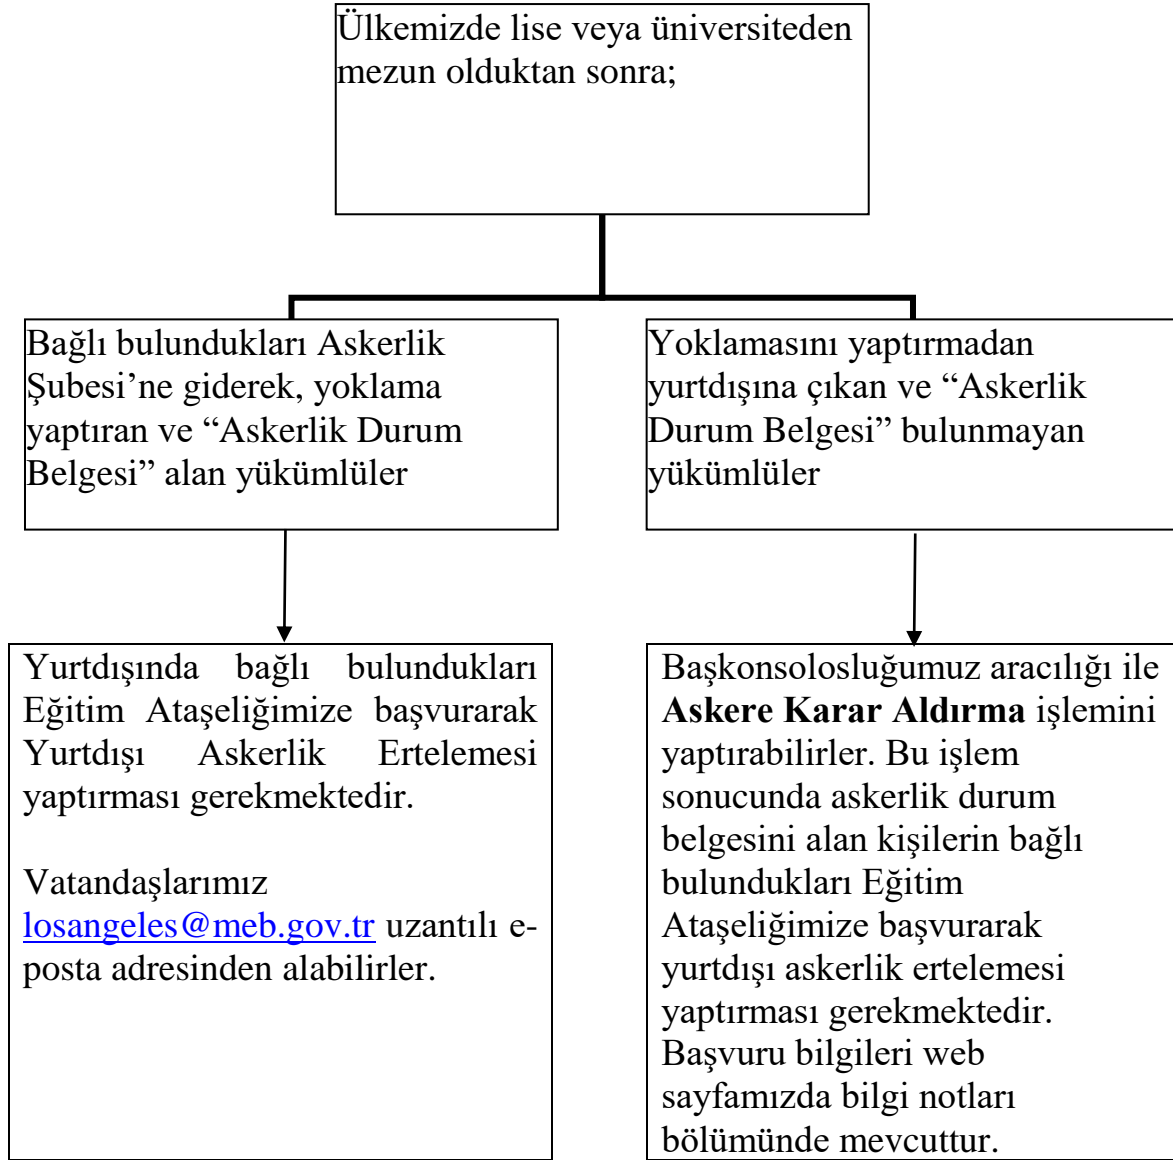 Ülkemizde lise veya üniversiteden
mezun olduktan sonra;
Bağlı bulundukları Askerlik
Şubesi’ne giderek, yoklama
yaptıran ve “Askerlik Durum
Belgesi” alan yükümlüler
Yoklamasını yaptırmadan
yurtdışına çıkan ve “Askerlik
Durum Belgesi” bulunmayan
yükümlüler
Yurtdışında bağlı bulundukları
Eğitim Ataşeliğimize başvurarak
Yurtdışı Askerlik Ertelemesi
yaptırması gerekmektedir.
Vatandaşlarımız
losangeles@meb.gov.tr uzantılı e-
posta adresinden alabilirler.
Başkonsolosluğumuz aracılığı ile
Askere Karar Aldırma işlemini
yaptırabilirler. Bu işlem
sonucunda askerlik durum
belgesini alan kişilerin bağlı
bulundukları Eğitim
Ataşeliğimize başvurarak
yurtdışı askerlik ertelemesi
yaptırması gerekmektedir.
Başvuru bilgileri web
sayfamızda bilgi notları
bölümünde mevcuttur.